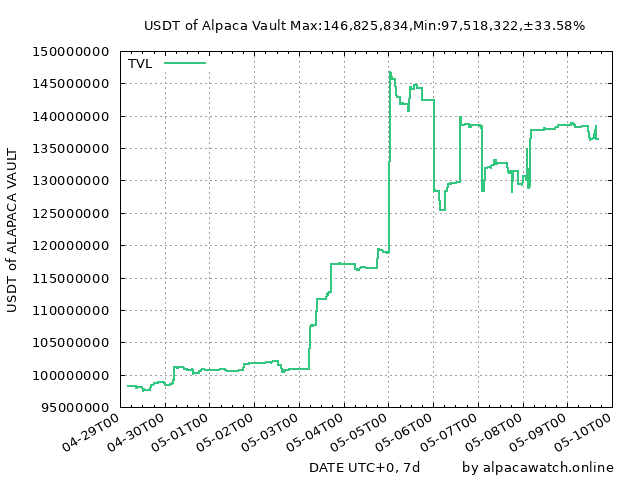 USDT of Alpaca Vault Max:146,825,834,Min:97,518,322,±33.58%
150000000
TVL
145000000
140000000
135000000
130000000
125000000
120000000
115000000
110000000
105000000
100000000
95000000
USDT of ALAPACA VAULT
04-29T00
04-30T00
05-01T00
05-02T00
05-03T00
05-04T00
05-05T00
05-06T00
05-07T00
05-08T00
05-09T00
05-10T00
DATE UTC+0, 7d
by alpacawatch.online